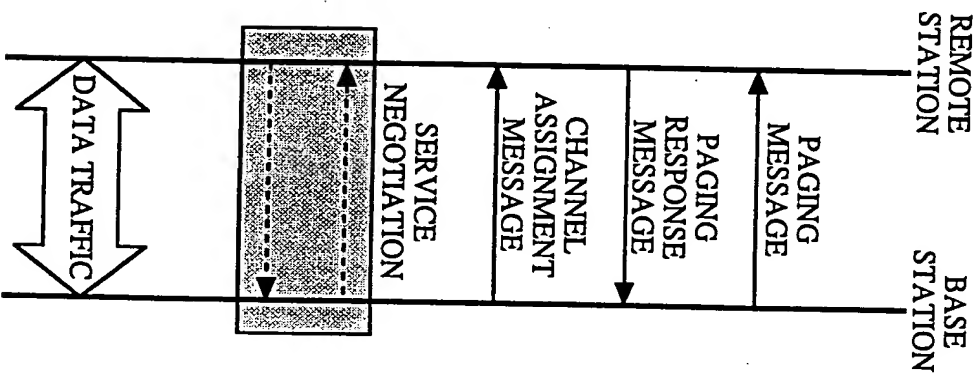 REMOTE
STATION
BASE
STATION
PAGING
MESSAGE
PAGING
RESPONSE
MESSAGE
CHANNEL
ASSIGNMENT
MESSAGE
SERVICE
NEGOTIATION
DATA TRAFFIC